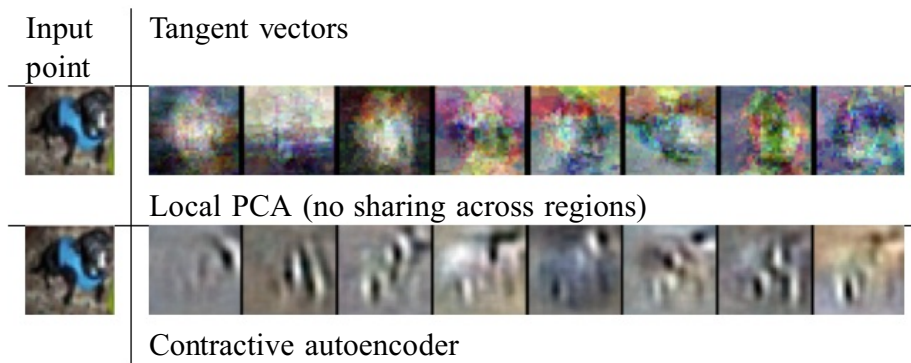 Input
point
Tangent vectors
Local PCA (no sharing across regions)
Contractive autoencoder